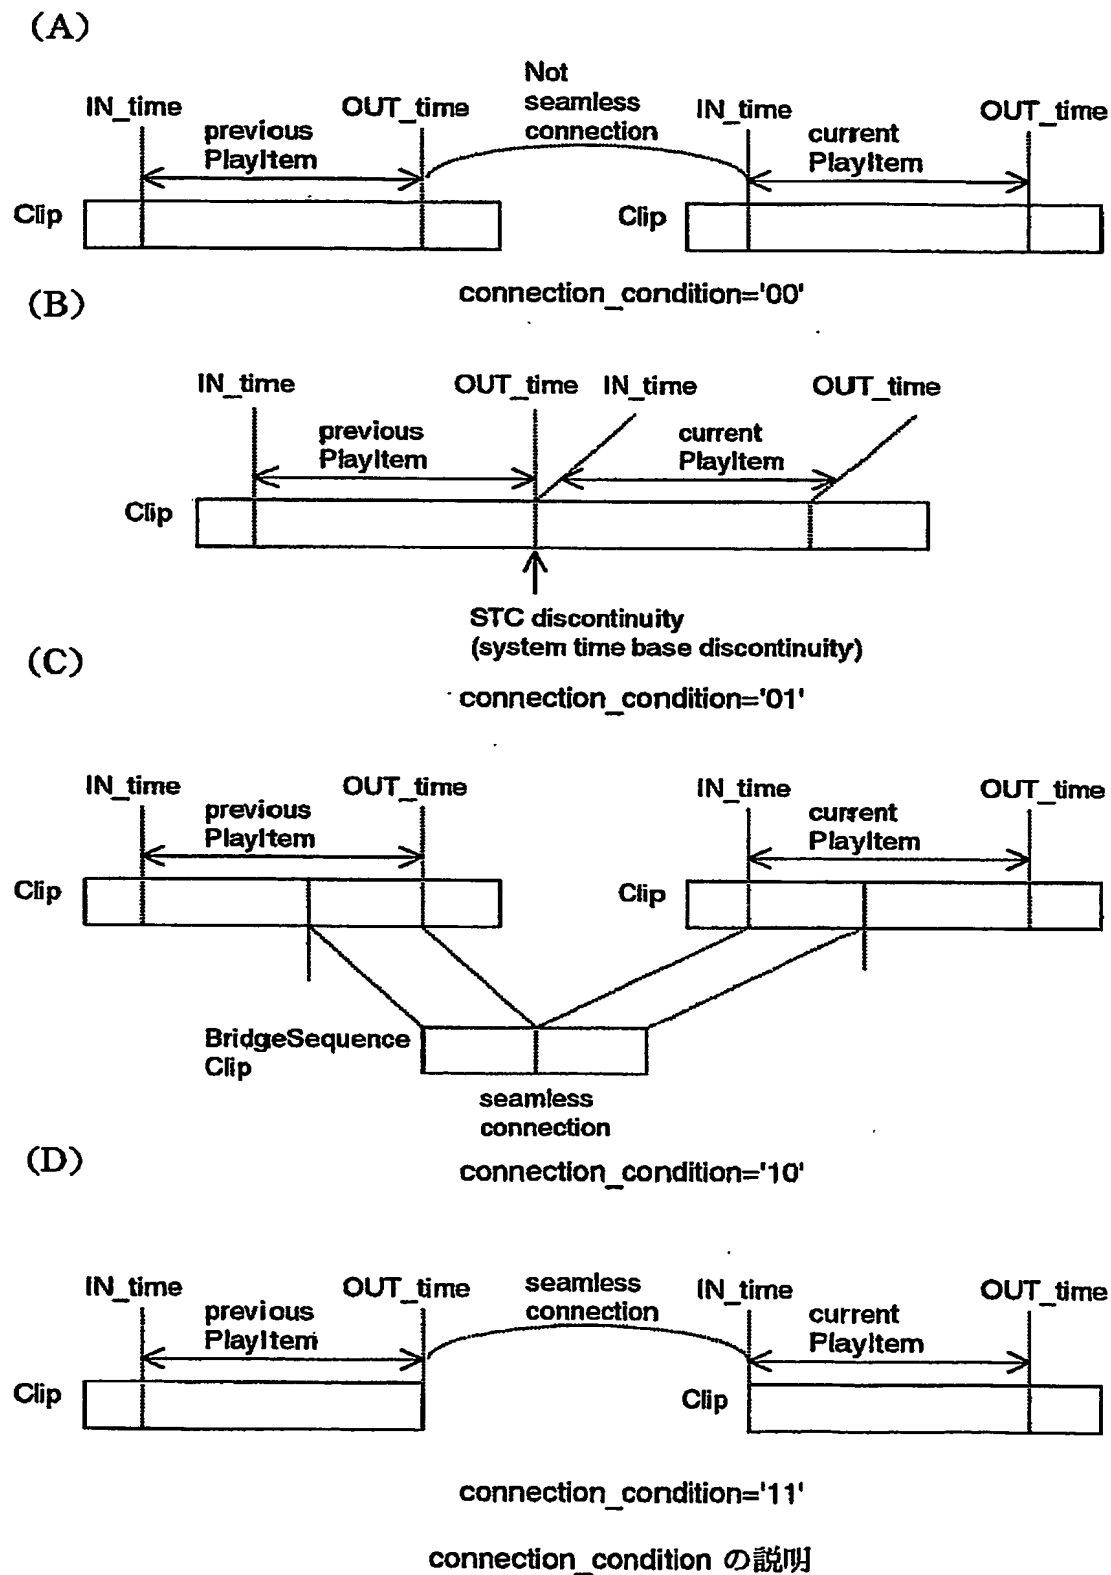 (A)
Not
seamless
connection
IN_time
OUT_time
IN_time
OUT_time
previous
PlayItem
current
PlayItem
Clip
Clip
connection_condition='00'
(B)
IN_time
OUT_time
IN_time
OUT_time
previous
PlayItem
current
PlayItem
Clip
STC discontinuity
(system time base discontinuity)
(C)
connection_condition='01'
IN_time
OUT_time
IN_time
OUT_time
previous
PlayItem
current
PlayItem
Clip
Clip
BridgeSequence
Clip
seamless
connection
(D)
connection_condition='10'
IN_time
OUT_time
seamless
connection
IN_time
OUT_time
previous
PlayItem
current
PlayItem
Clip
Clip
connection_condition='11'
connection_condition の説明